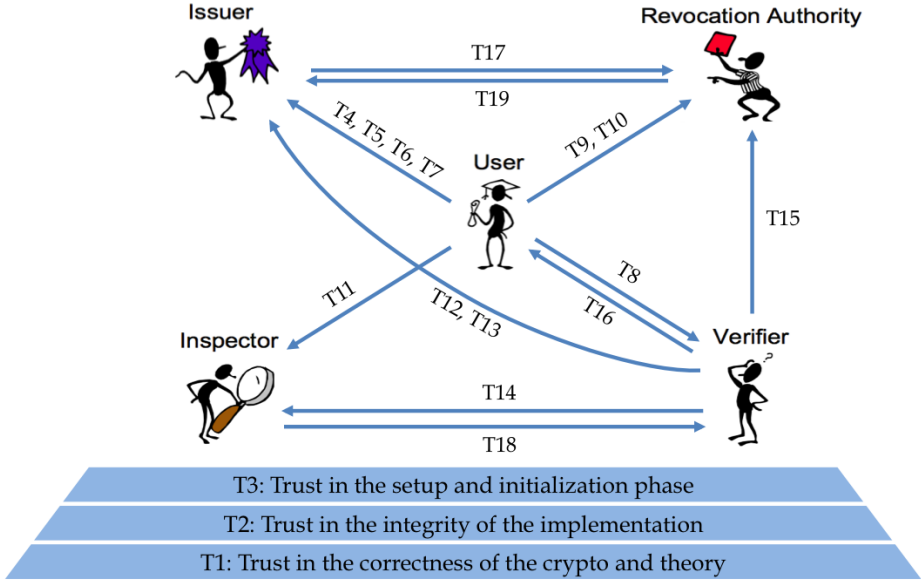 Issuer
Revocation Authority
T17
T19
T4, T5, T6, T7
T9, T10
User
T15
T8
T16
T11
T12, T13
Inspector
Verifier
?
T14
T18
T3: Trust in the setup and initialization phase
T2: Trust in the integrity of the implementation
T1: Trust in the correctness of the crypto and theory